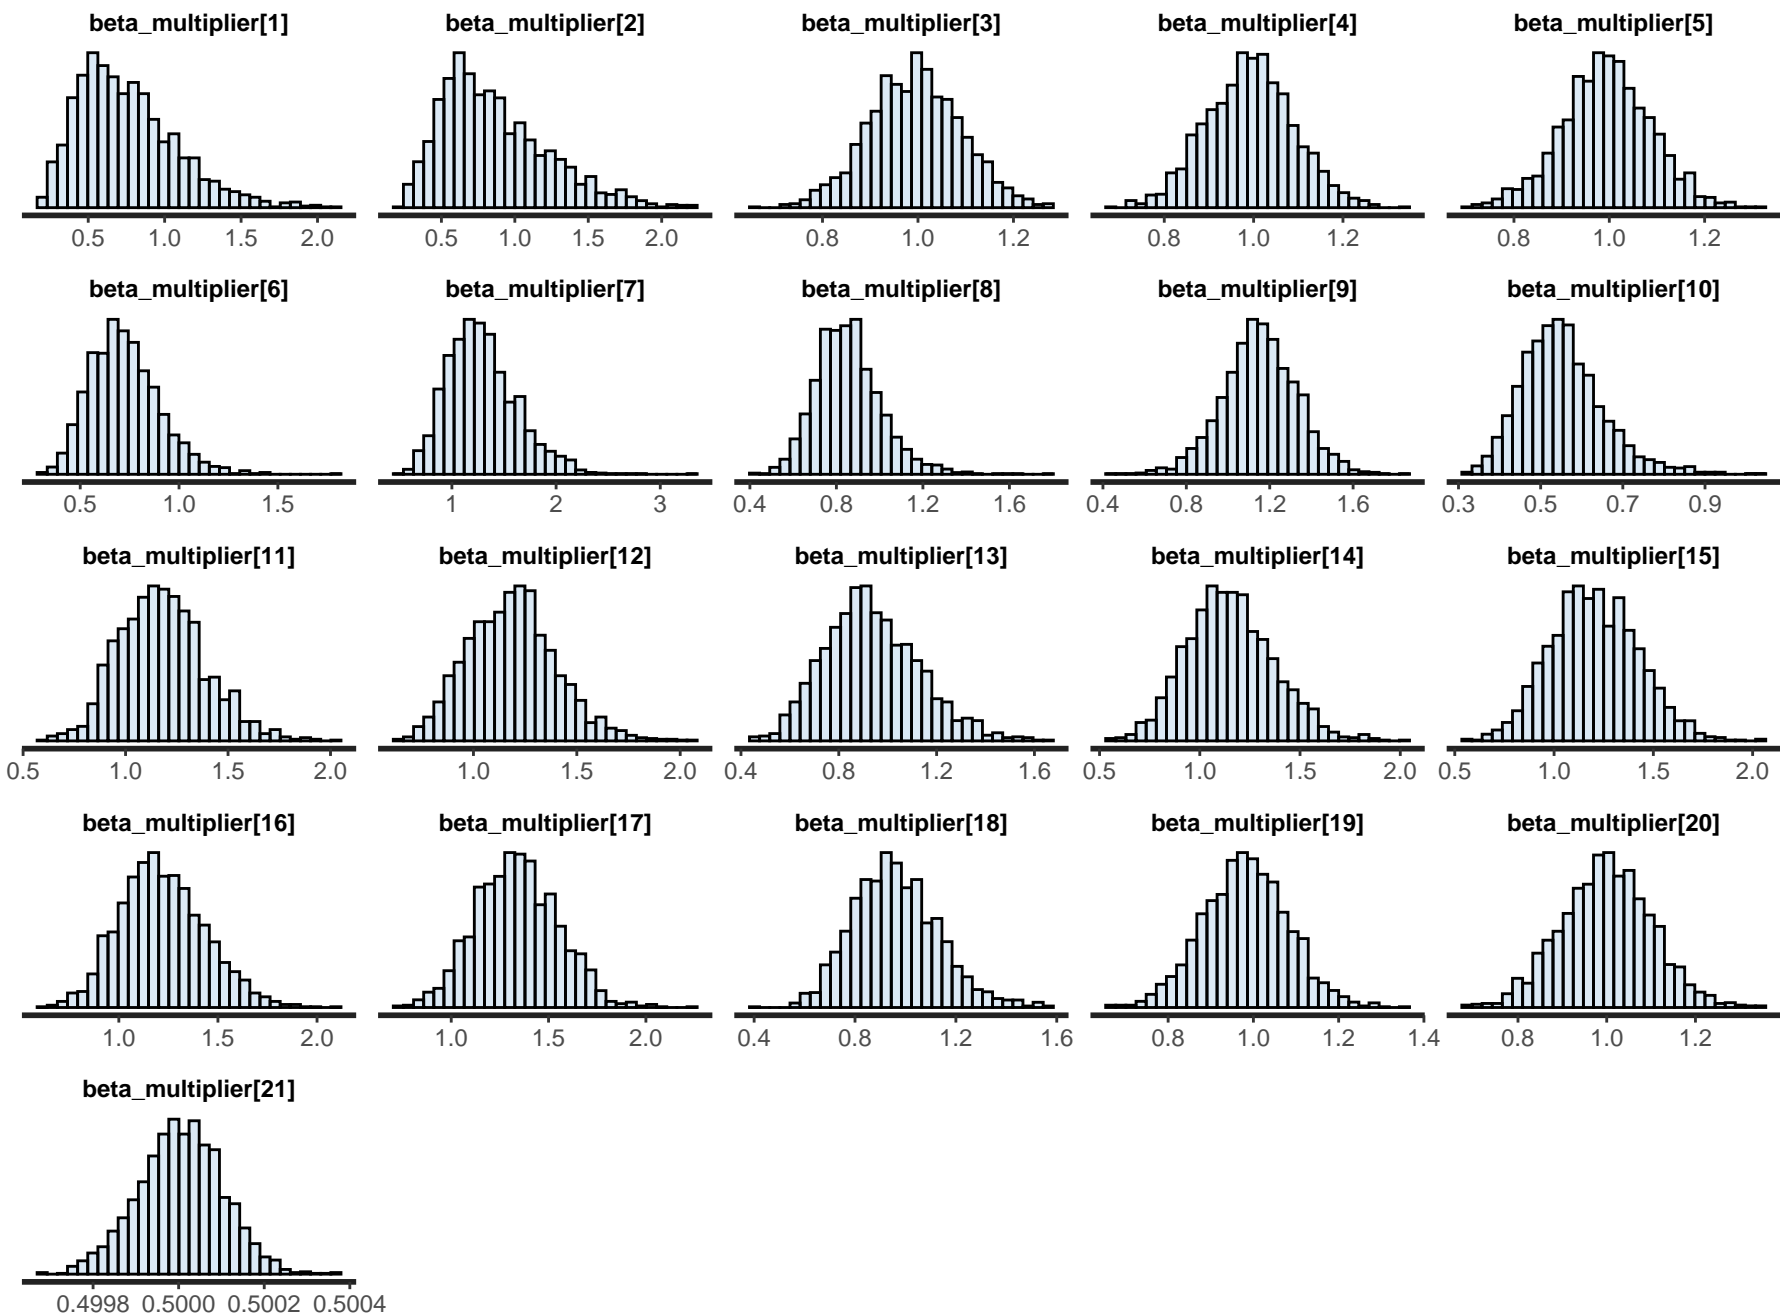 beta_multiplier[1] beta_multiplier[2] beta_multiplier[3] beta_multiplier[4] beta_multiplier[5]
0.5 1.0 1.5 2.0 0.5 1.0 1.5 2.0 0.8 1.0 1.2 0.8 1.0 1.2 0.8 1.0 1.2
beta_multiplier[6] beta_multiplier[7] beta_multiplier[8] beta_multiplier[9] beta_multiplier[10]
0.5 1.0 1.5 1 2 3 0.4 0.8 1.2 1.6 0.4 0.8 1.2 1.6 0.3 0.5 0.7 0.9
beta_multiplier[11] beta_multiplier[12] beta_multiplier[13] beta_multiplier[14] beta_multiplier[15]
0.5 1.0 1.5 2.0 1.0 1.5 2.0 0.4 0.8 1.2 1.6 0.5 1.0 1.5 2.0 0.5 1.0 1.5 2.0
beta_multiplier[16] beta_multiplier[17] beta_multiplier[18] beta_multiplier[19] beta_multiplier[20]
1.0 1.5 2.0 1.0 1.5 2.0 0.4 0.8 1.2 1.6 0.8 1.0 1.2 1.4 0.8 1.0 1.2
beta_multiplier[21]
0.4998 0.5000 0.5002 0.5004